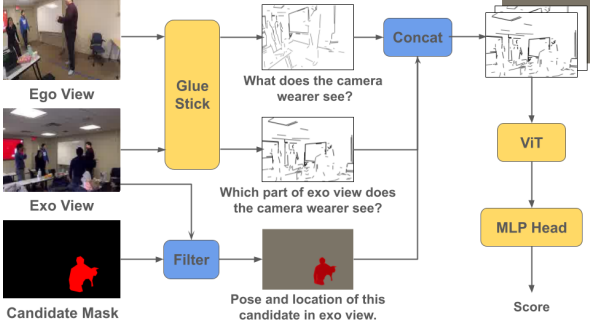 Ego View
Glue
Stick
What does the camera
wearer see?
Concat
Exo View
Which part of exo view does
the camera wearer see?
ViT
MLP Head
Filter
Candidate Mask
Pose and location of this
candidate in exo view.
Score